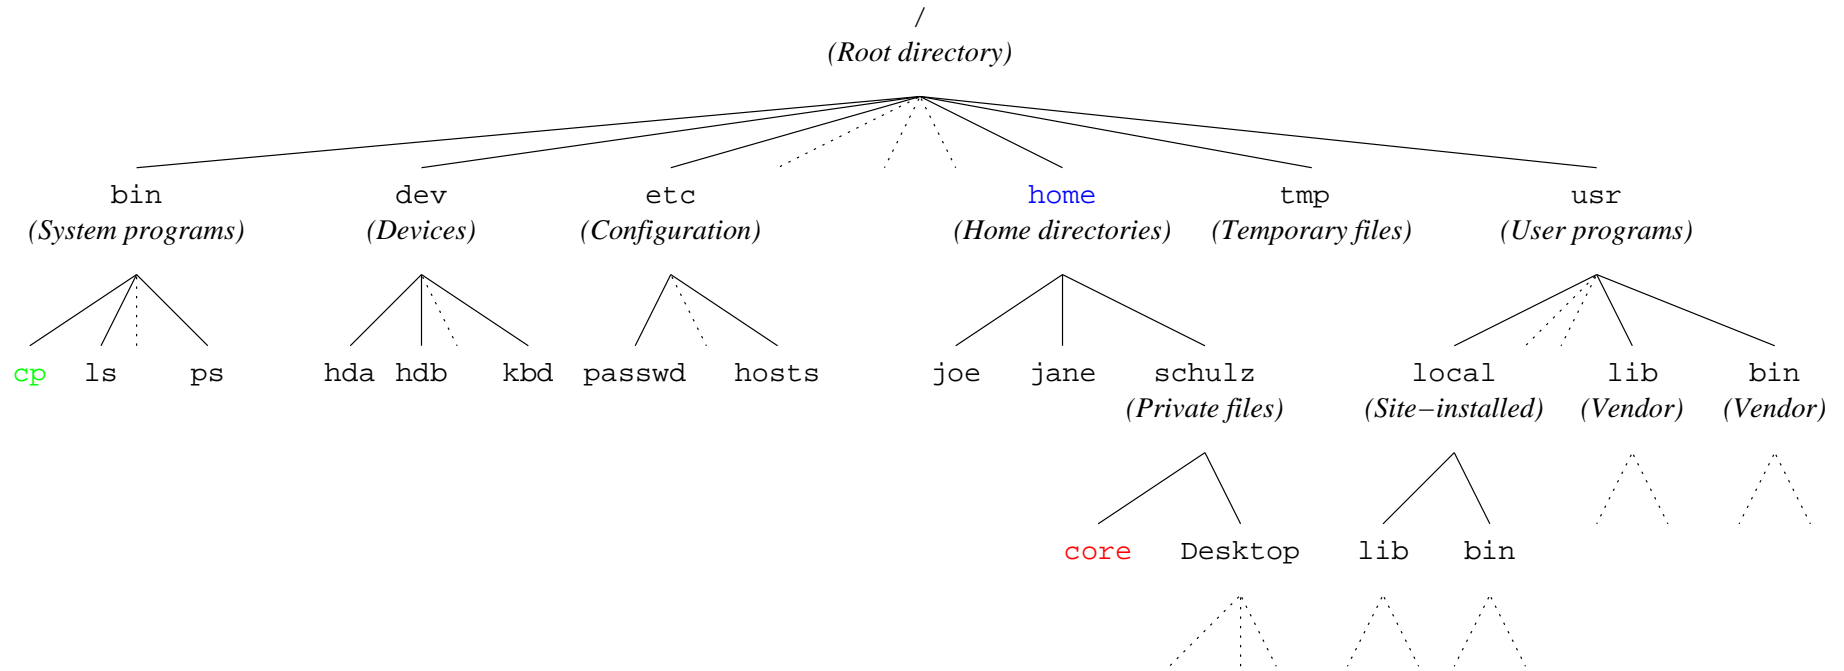 /
(Root directory)
bin dev etc home tmp usr
(System programs) (Devices) (Configuration) (Home directories) (Temporary files) (User programs)
cp ls ps hda hdb kbd passwd hosts joe jane schulz local lib bin
(Private files) (Site−installed) (Vendor) (Vendor)
core Desktop lib bin